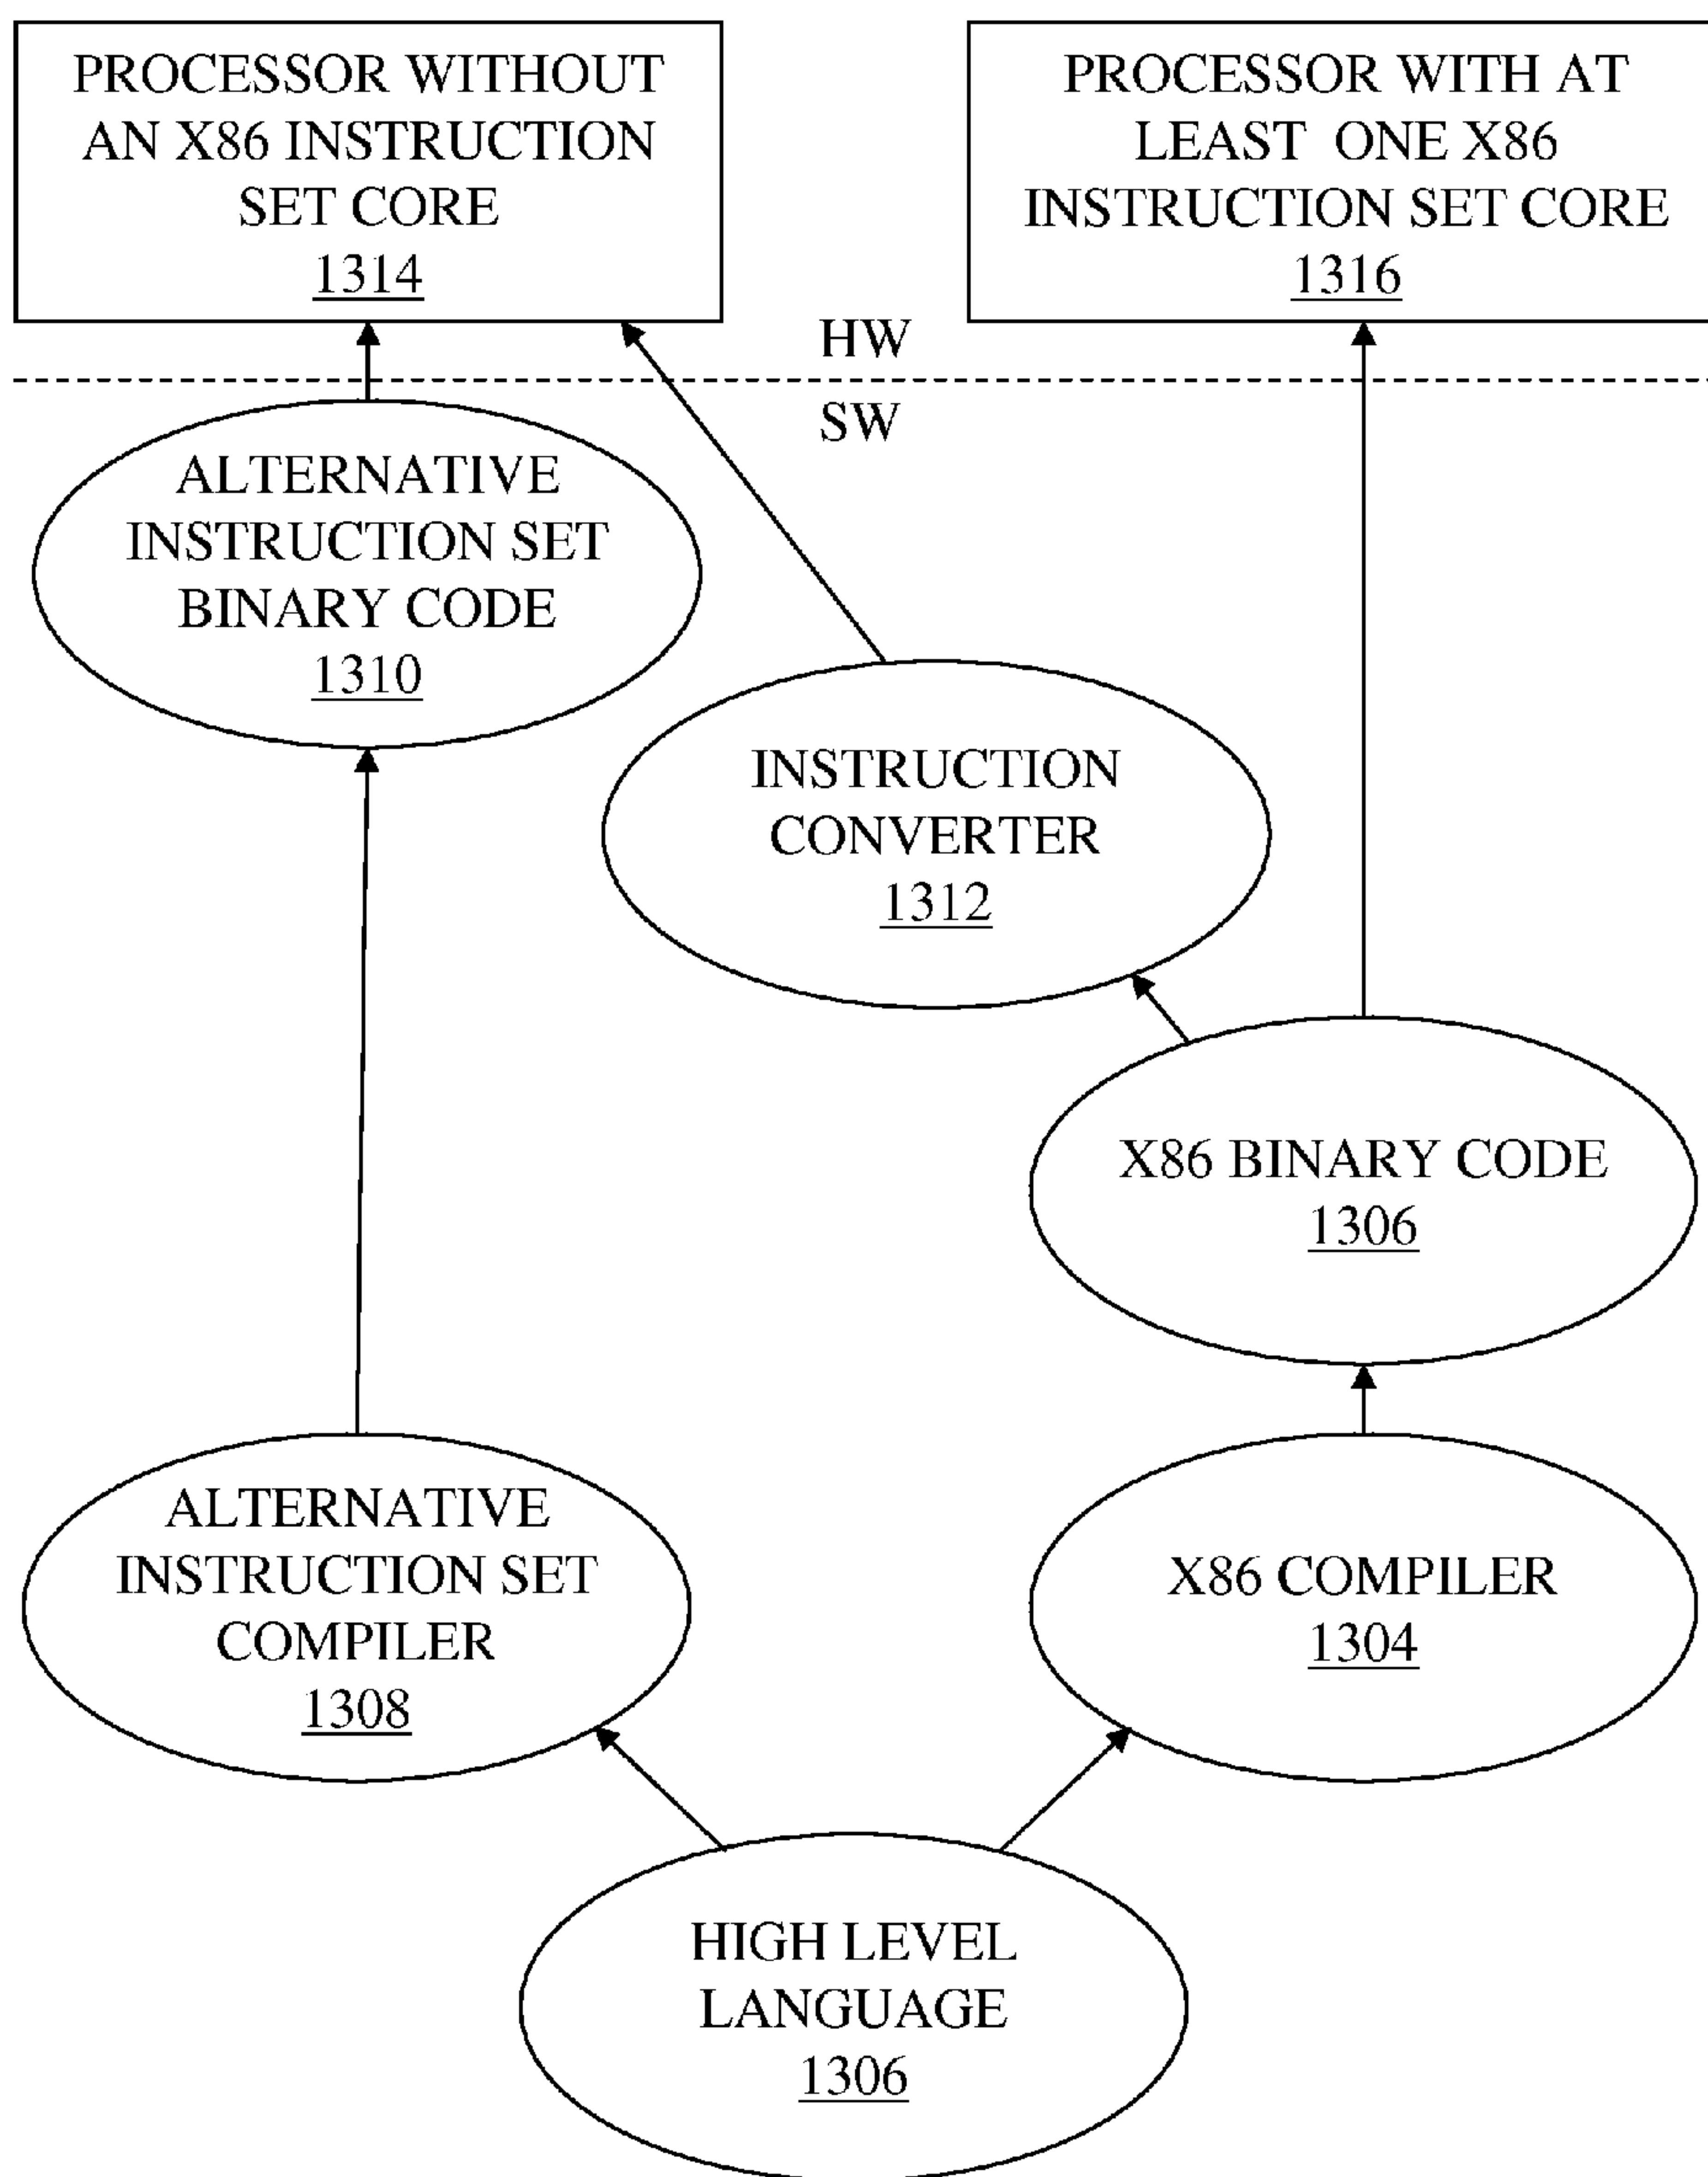 PROCESSOR WITHOUT
AN X86 INSTRUCTION
SET CORE
1314
PROCESSOR WITH AT
LEAST ONE X86
INSTRUCTION SET CORE
1316
HW
SW
ALTERNATIVE
INSTRUCTION SET
BINARY CODE
1310
INSTRUCTION
CONVERTER
1312
X86 BINARY CODE
1306
ALTERNATIVE
INSTRUCTION SET
COMPILER
1308
X86 COMPILER
1304
HIGH LEVEL
LANGUAGE
1306